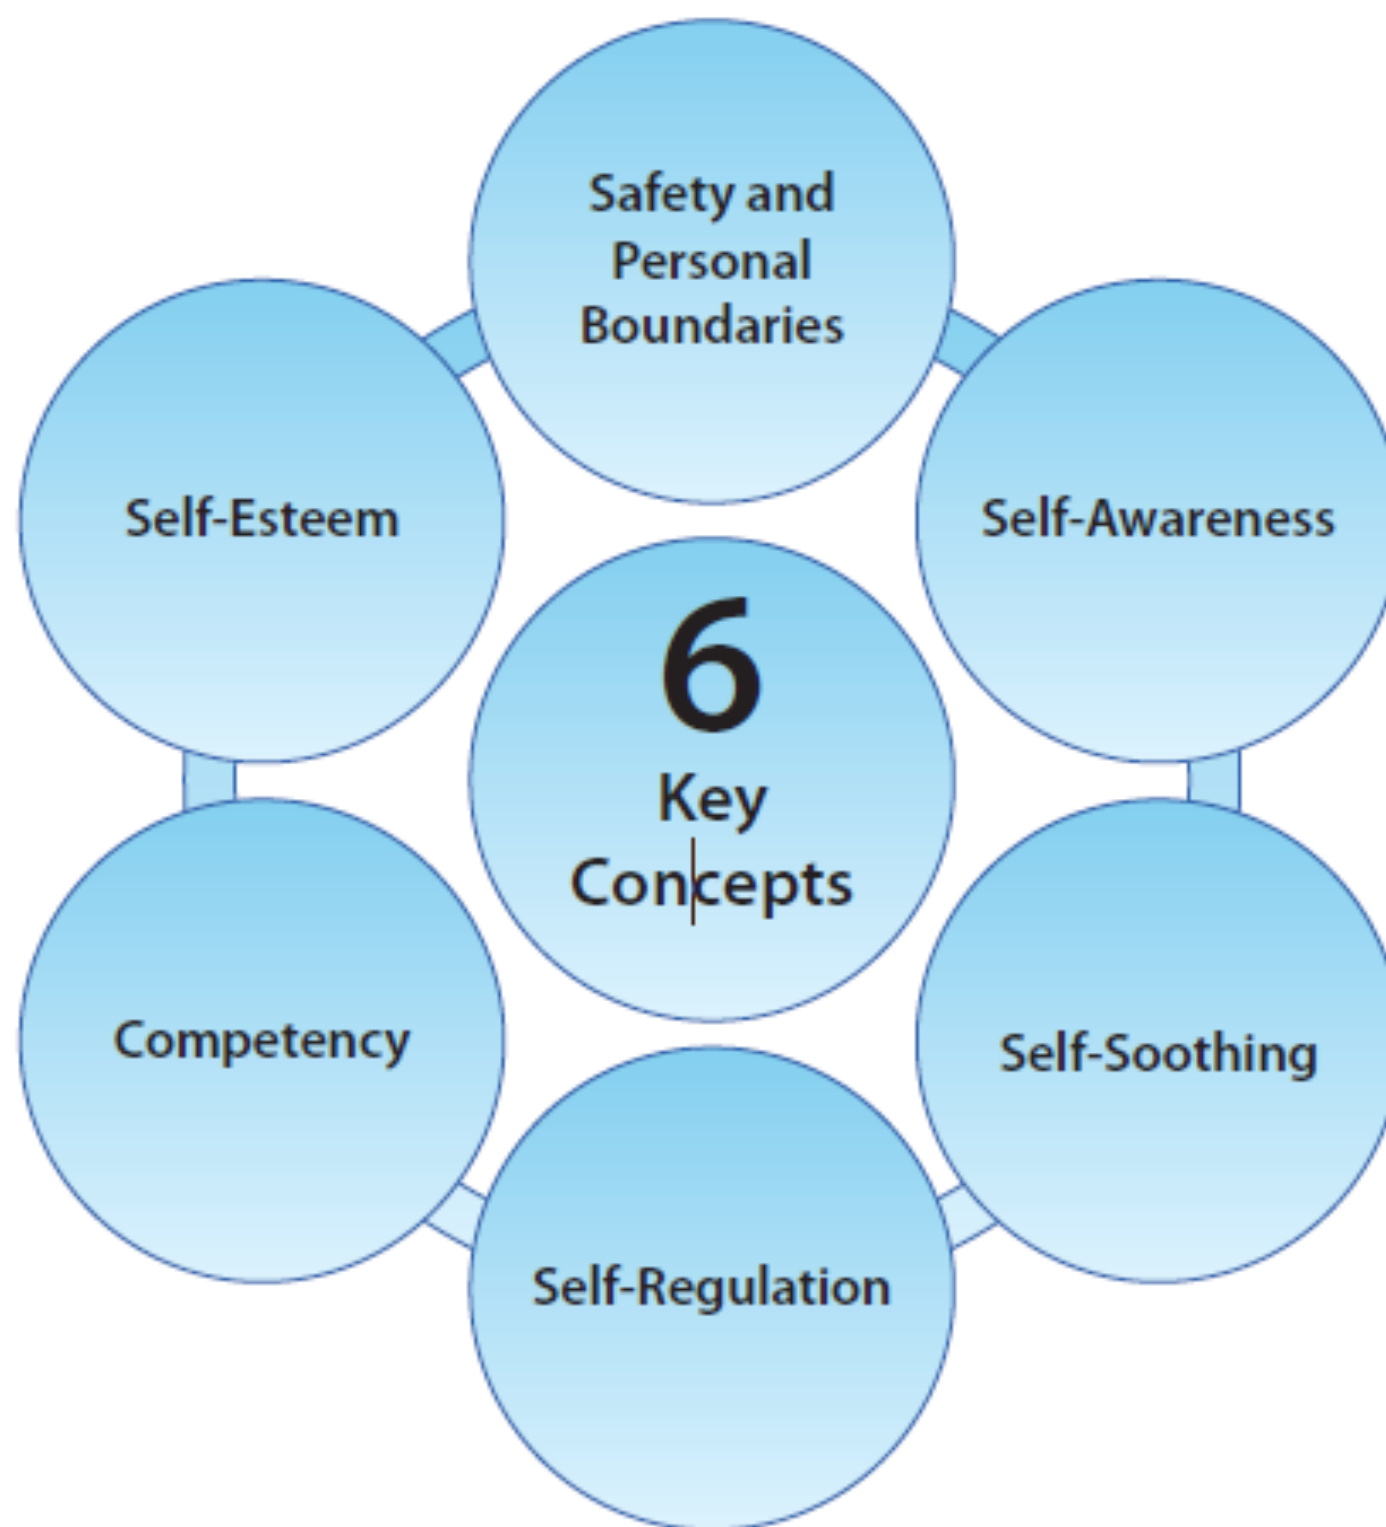 Safety and
Personal
Boundaries
Self-Esteem
Self-Awareness
6
Key
Concepts
Competency
Self-Soothing
Self-Regulation